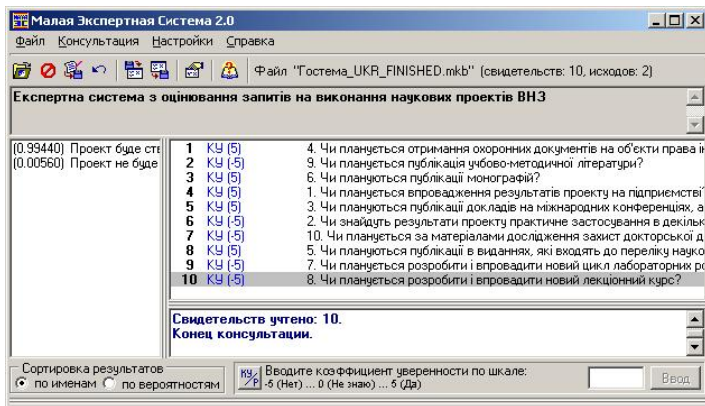 Малая Экспертная Система 2.0
Файл Консультация Настройки Справка
Файл "Гостема_UKR_FINISHED.mkb" (свидетельств: 10, исходов: 2)
Експертна система з оцінювання запитів на виконання наукових проектів ВНЗ
(0.99440) Проект буде
(0.00560) Проект не буде
1 КУ (5) 4. Чи планується отримання охоронних документів на об'єкти права
2 КУ (-5) 9. Чи планується публікація учбово-методичної літератури?
3 КУ (5) 6. Чи плануються публікації монографій?
4 КУ (5) 1. Чи планується впровадження результатів проекту на підприємстві?
5 КУ (5) 3. Чи плануються публікації докладів на міжнародних конференціях, а
6 КУ (-5) 2. Чи знайдуть результати проекту практичне застосування в декільк
7 КУ (-5) 10. Чи планується за матеріалами дослідження захист докторської д
8 КУ (5) 5. Чи плануються публікації в виданнях, які входять до переліку науко
9 КУ (-5) 7. Чи планується розробити і впровадити новий цикл лабораторних ро
10 КУ (-5) 8. Чи планується розробити і впровадити новий лекціонний курс?
Свидетельств учтено: 10.
Конец консультации.
Сортировка результатов
по именам по вероятностям
КУ/Р Вводите коэффициент уверенности по шкале:
-5 (Нет) ... 0 (Не знаю) ... 5 (Да)
Ввод